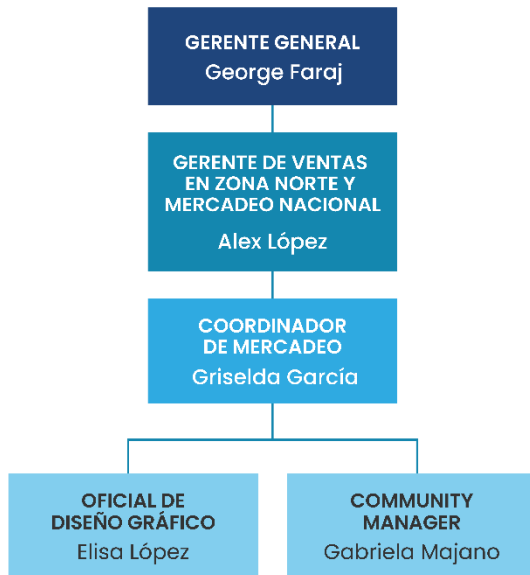 GERENTE GENERAL
George Faraj
GERENTE DE VENTAS
EN ZONA NORTE Y
MERCADEO NACIONAL
Alex López
COORDINADOR
DE MERCADEO
Griselda García
OFICIAL DE
DISEÑO GRÁFICO
Elisa López
COMMUNITY
MANAGER
Gabriela Majano